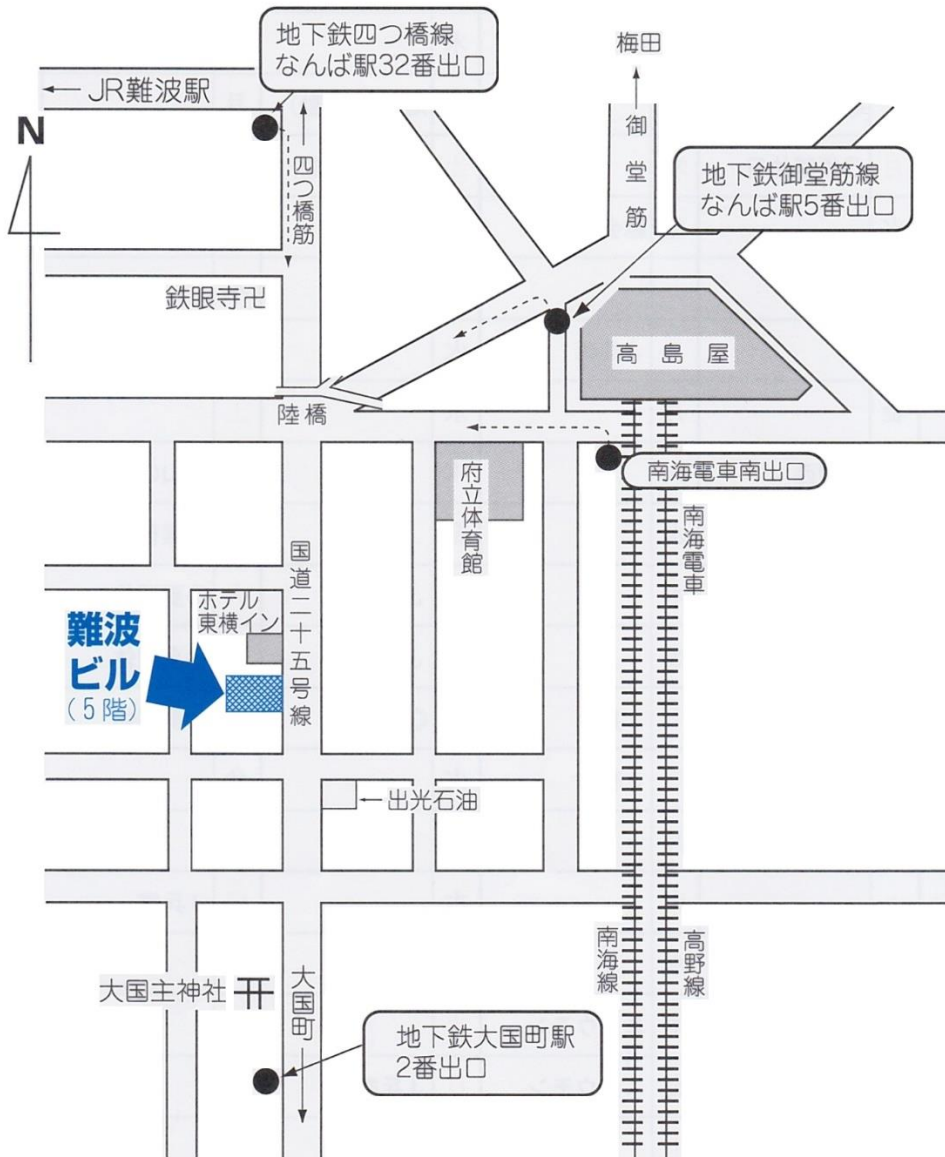 地下鉄四つ橋線
なんば駅32番出口
梅田
←JR難波駅
N
四つ橋筋
御堂筋
地下鉄御堂筋線
なんば駅5番出口
鉄眼寺卍
高島屋
陸橋
府立体育館
南海電車南出口
南海電車
国道二十五号線
ホテル
東横イン
難波
ビル
(5階)
←出光石油
南海線
高野線
大国主神社
大国町
地下鉄大国町駅
2番出口